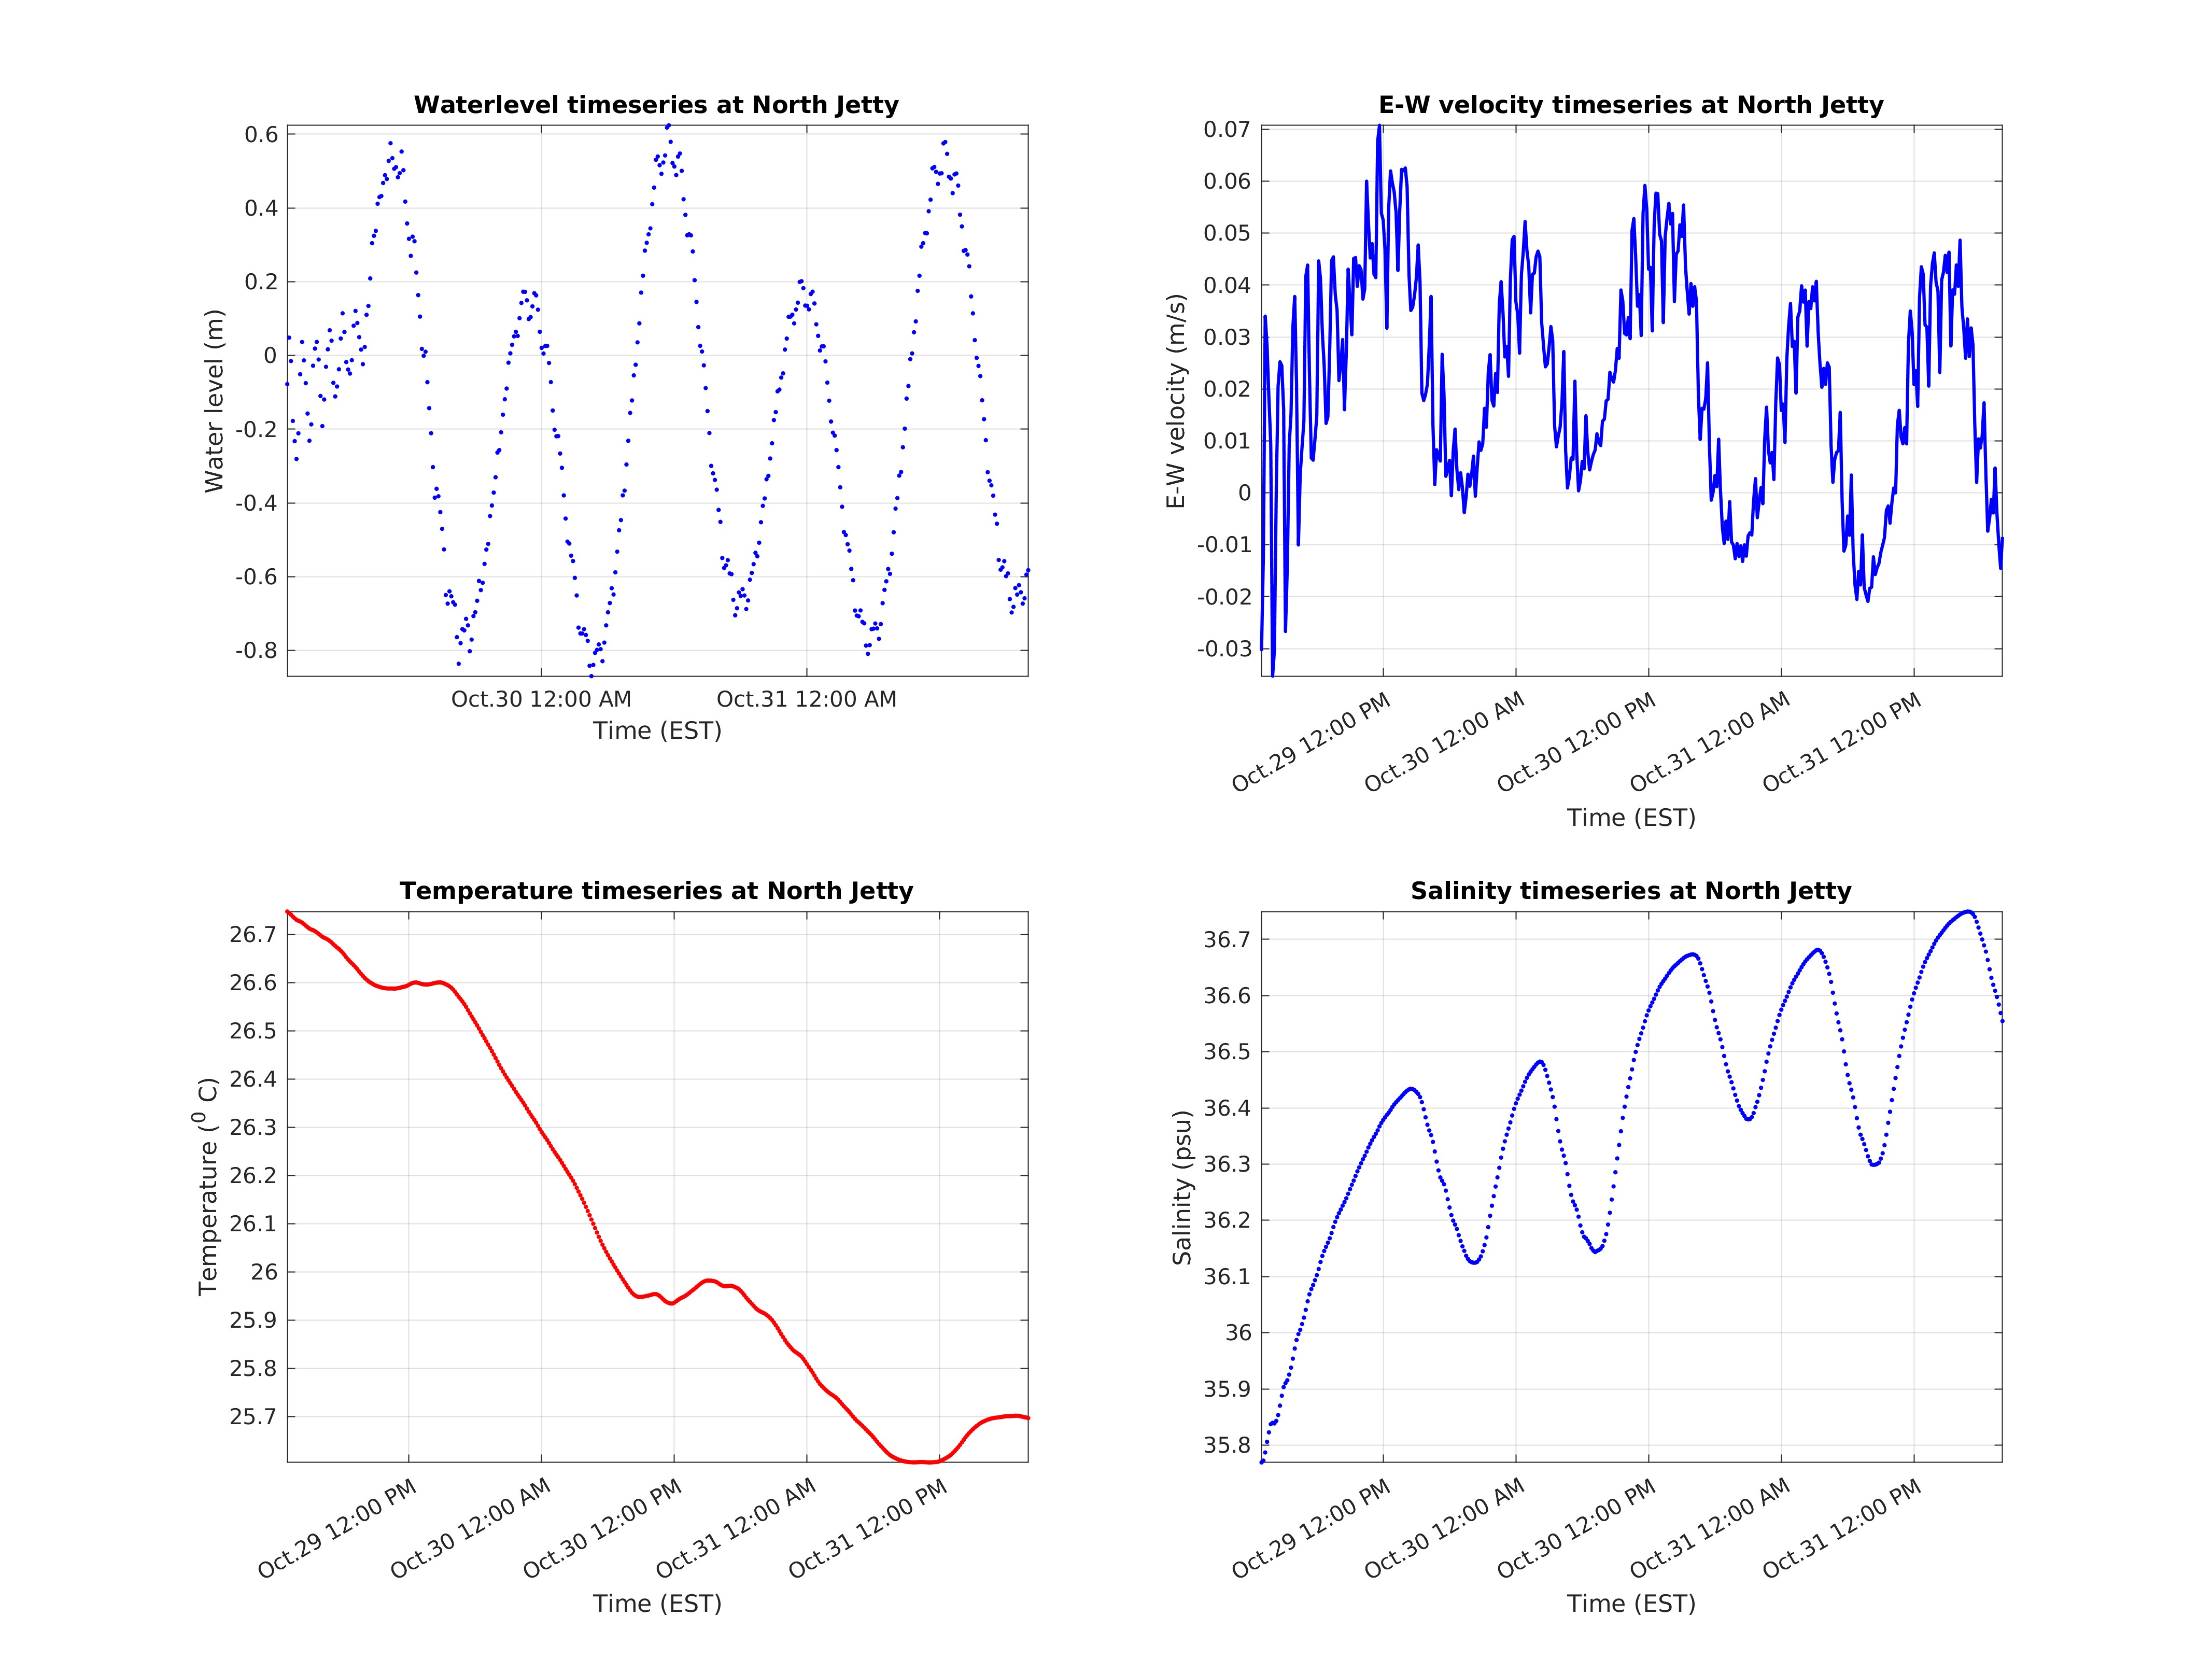 Waterlevel timeseries at North Jetty
0.6
0.4
0.2
0
-0.2
-0.4
-0.6
-0.8
Water level (m)
Oct.30 12:00 AM
Oct.31 12:00 AM
Time (EST)
E-W velocity timeseries at North Jetty
0.07
0.06
0.05
0.04
0.03
0.02
0.01
0
-0.01
-0.02
-0.03
E-W velocity (m/s)
Oct.29 12:00 PM
Oct.30 12:00 AM
Oct.30 12:00 PM
Oct.31 12:00 AM
Oct.31 12:00 PM
Time (EST)
Temperature timeseries at North Jetty
26.7
26.6
26.5
26.4
26.3
26.2
26.1
26
25.9
25.8
25.7
Temperature (⁰ C)
Oct.29 12:00 PM
Oct.30 12:00 AM
Oct.30 12:00 PM
Oct.31 12:00 AM
Oct.31 12:00 PM
Time (EST)
Salinity timeseries at North Jetty
36.7
36.6
36.5
36.4
36.3
36.2
36.1
36
35.9
35.8
Salinity (psu)
Oct.29 12:00 PM
Oct.30 12:00 AM
Oct.30 12:00 PM
Oct.31 12:00 AM
Oct.31 12:00 PM
Time (EST)